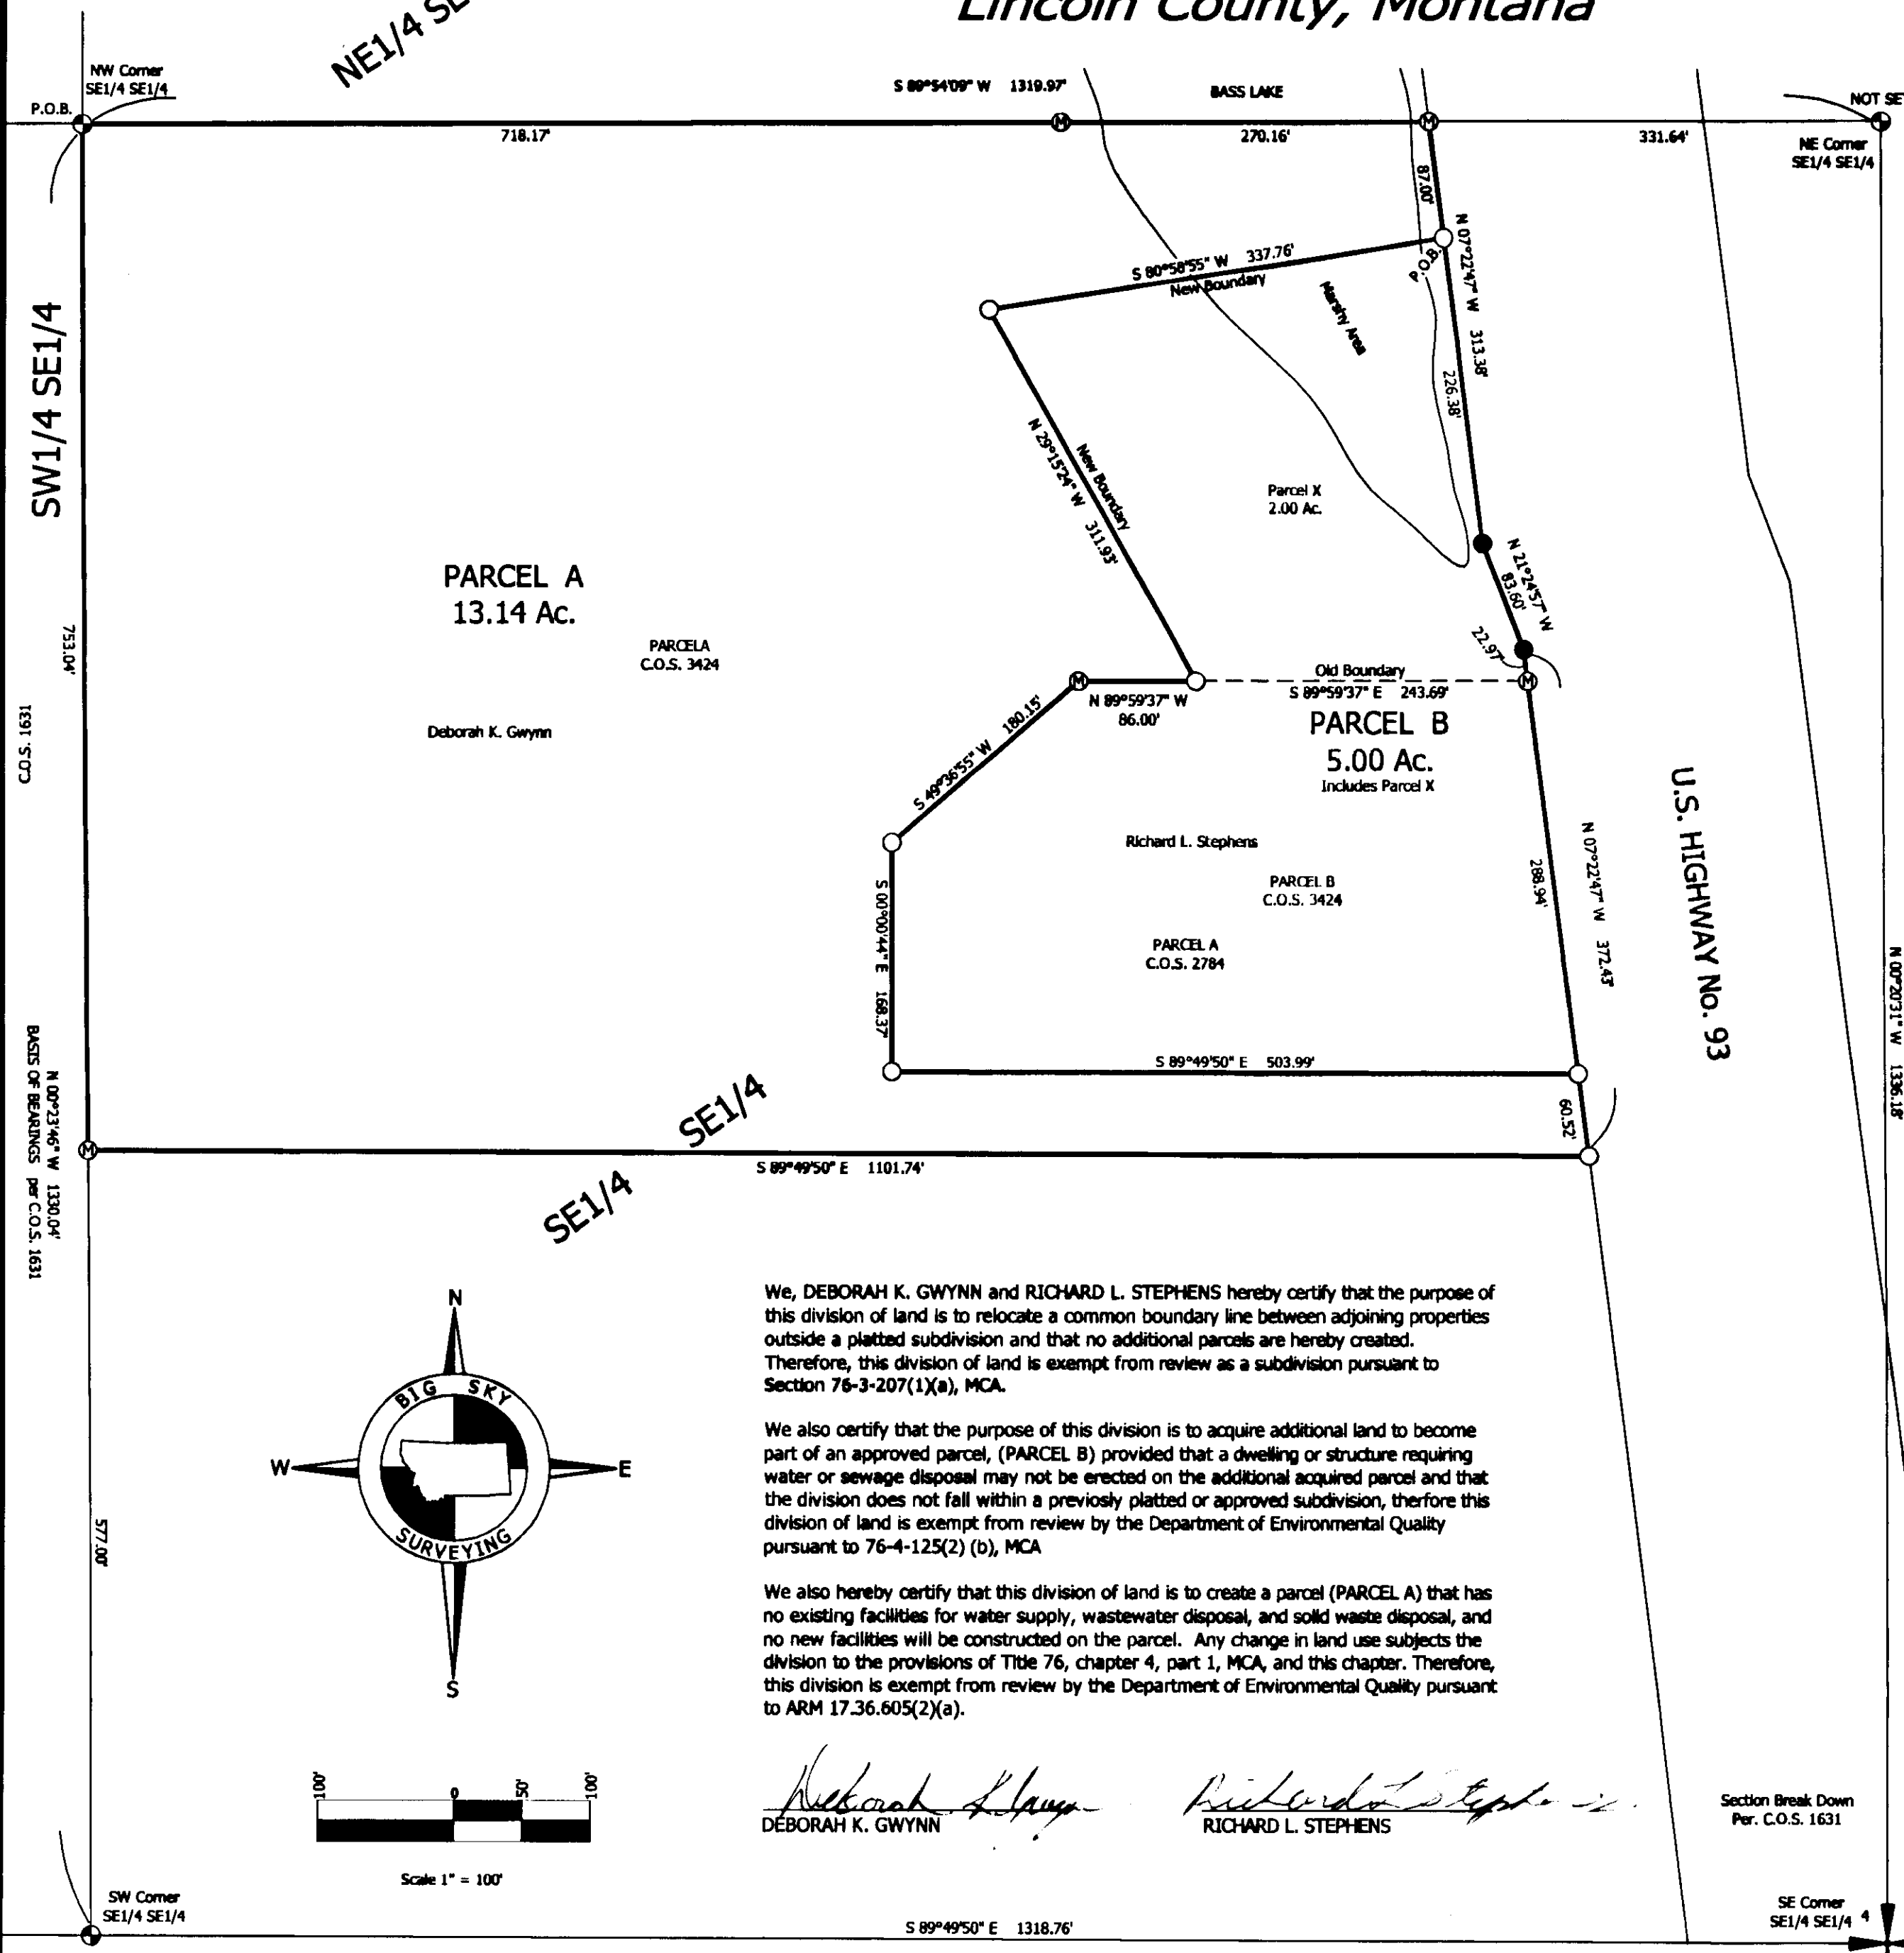 Lincoln County, Montana
NE1/4 SE
NW Corner
SE1/4 SE1/4
P.O.B.
S 89°54'09" W 1319.97'
BASS LAKE
NOT SET
718.17'
270.16'
331.64'
NE Corner
SE1/4 SE1/4
87.00'
N 07°22'47" W 313.38'
P.O.B.
S 80°58'55" W 337.76'
New Boundary
Marshy Area
226.38'
SW1/4 SE1/4
N 29°15'24" W 311.93'
New Boundary
Parcel X
2.00 Ac.
N 21°24'57" W
83.60'
22.97'
PARCEL A
13.14 Ac.
PARCELA
C.O.S. 3424
753.04'
C.O.S. 1631
Deborah K. Gwynn
Old Boundary
S 89°59'37" E 243.69'
N 89°59'37" W
86.00'
S 49°36'55" W 180.15'
PARCEL B
5.00 Ac.
Includes Parcel X
Richard L. Stephens
PARCEL B
C.O.S. 3424
PARCEL A
C.O.S. 2784
288.94'
N 07°22'47" W 372.43'
U.S. HIGHWAY No. 93
N 00°20'31" W 1336.18'
S 00°00'44" E 168.37'
S 89°49'50" E 503.99'
60.52'
N 00°23'46" W 1330.04'
BASIS OF BEARINGS per C.O.S. 1631
SE1/4
S 89°49'50" E 1101.74'
SE1/4
577.00'
N
BIG SKY
W
E
SURVEYING
S
We, DEBORAH K. GWYNN and RICHARD L. STEPHENS hereby certify that the purpose of
this division of land is to relocate a common boundary line between adjoining properties
outside a platted subdivision and that no additional parcels are hereby created.
Therefore, this division of land is exempt from review as a subdivision pursuant to
Section 76-3-207(1)(a), MCA.
We also certify that the purpose of this division is to acquire additional land to become
part of an approved parcel, (PARCEL B) provided that a dwelling or structure requiring
water or sewage disposal may not be erected on the additional acquired parcel and that
the division does not fall within a previosly platted or approved subdivision, therfore this
division of land is exempt from review by the Department of Environmental Quality
pursuant to 76-4-125(2) (b), MCA
We also hereby certify that this division of land is to create a parcel (PARCEL A) that has
no existing facilities for water supply, wastewater disposal, and solid waste disposal, and
no new facilities will be constructed on the parcel. Any change in land use subjects the
division to the provisions of Title 76, chapter 4, part 1, MCA, and this chapter. Therefore,
this division is exempt from review by the Department of Environmental Quality pursuant
to ARM 17.36.605(2)(a).
100' 0 50' 100'
Scale 1" = 100'
Deborah K Gwynn
DEBORAH K. GWYNN
Richard L Stephens
RICHARD L. STEPHENS
Section Break Down
Per. C.O.S. 1631
SW Corner
SE1/4 SE1/4
S 89°49'50" E 1318.76'
SE Corner
SE1/4 SE1/4 4